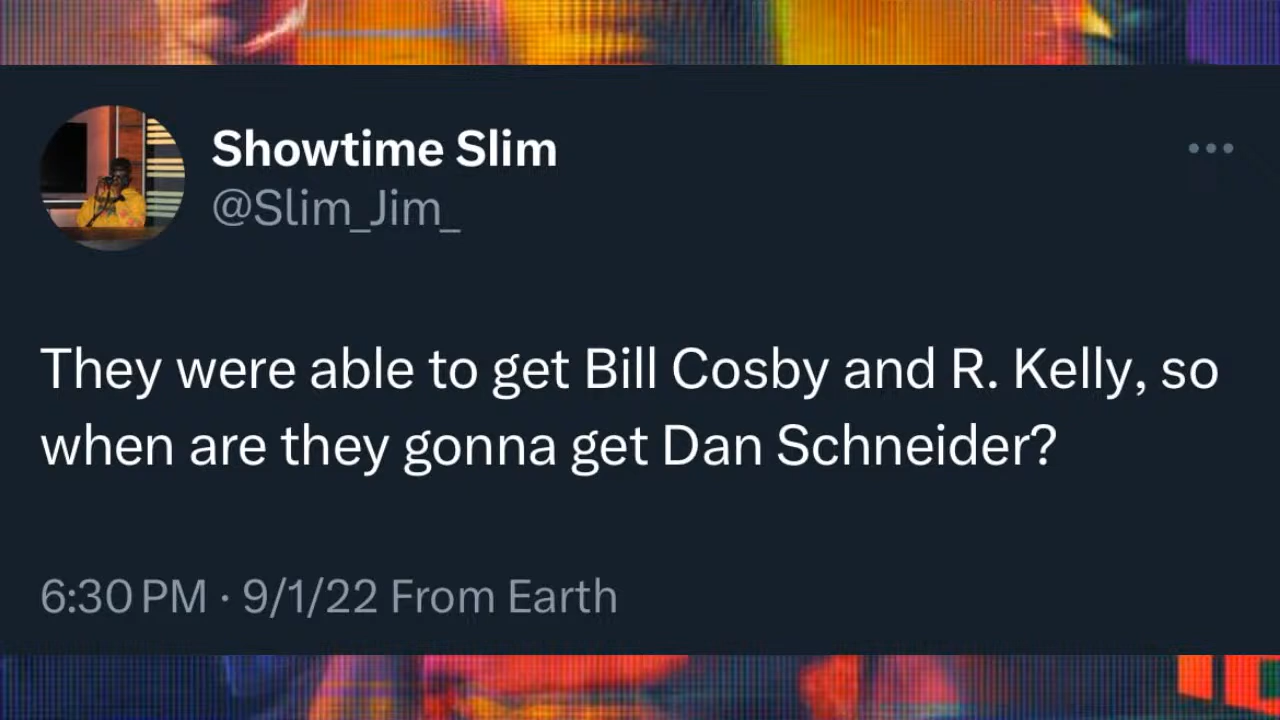 Showtime Slim
@Slim_Jim_
They were able to get Bill Cosby and R. Kelly, so
when are they gonna get Dan Schneider?
6:30 PM · 9/1/22 From Earth